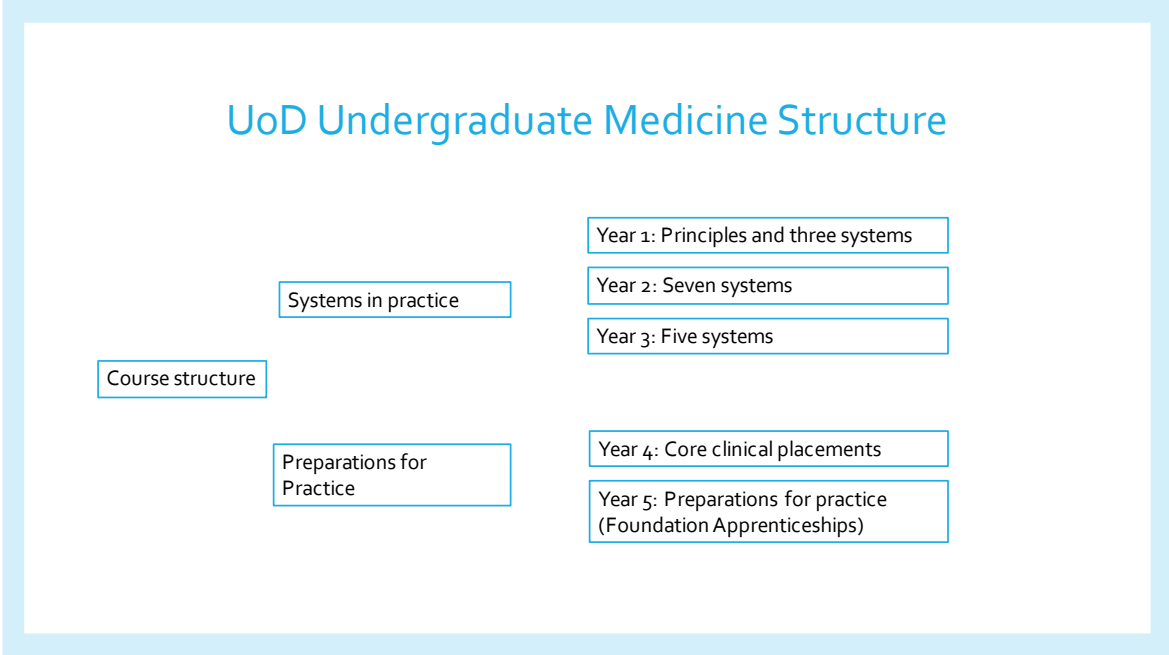 UoD Undergraduate Medicine Structure
Course structure
Systems in practice
Year 1: Principles and three systems
Year 2: Seven systems
Year 3: Five systems
Preparations for
Practice
Year 4: Core clinical placements
Year 5: Preparations for practice
(Foundation Apprenticeships)